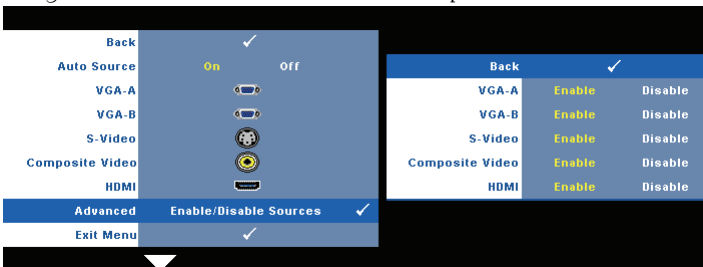 Back
Auto Source On Off
VGA-A
VGA-B
S-Video
Composite Video
HDMI
Advanced Enable/Disable Sources
Exit Menu
Back
VGA-A Enable Disable
VGA-B Enable Disable
S-Video Enable Disable
Composite Video Enable Disable
HDMI Enable Disable